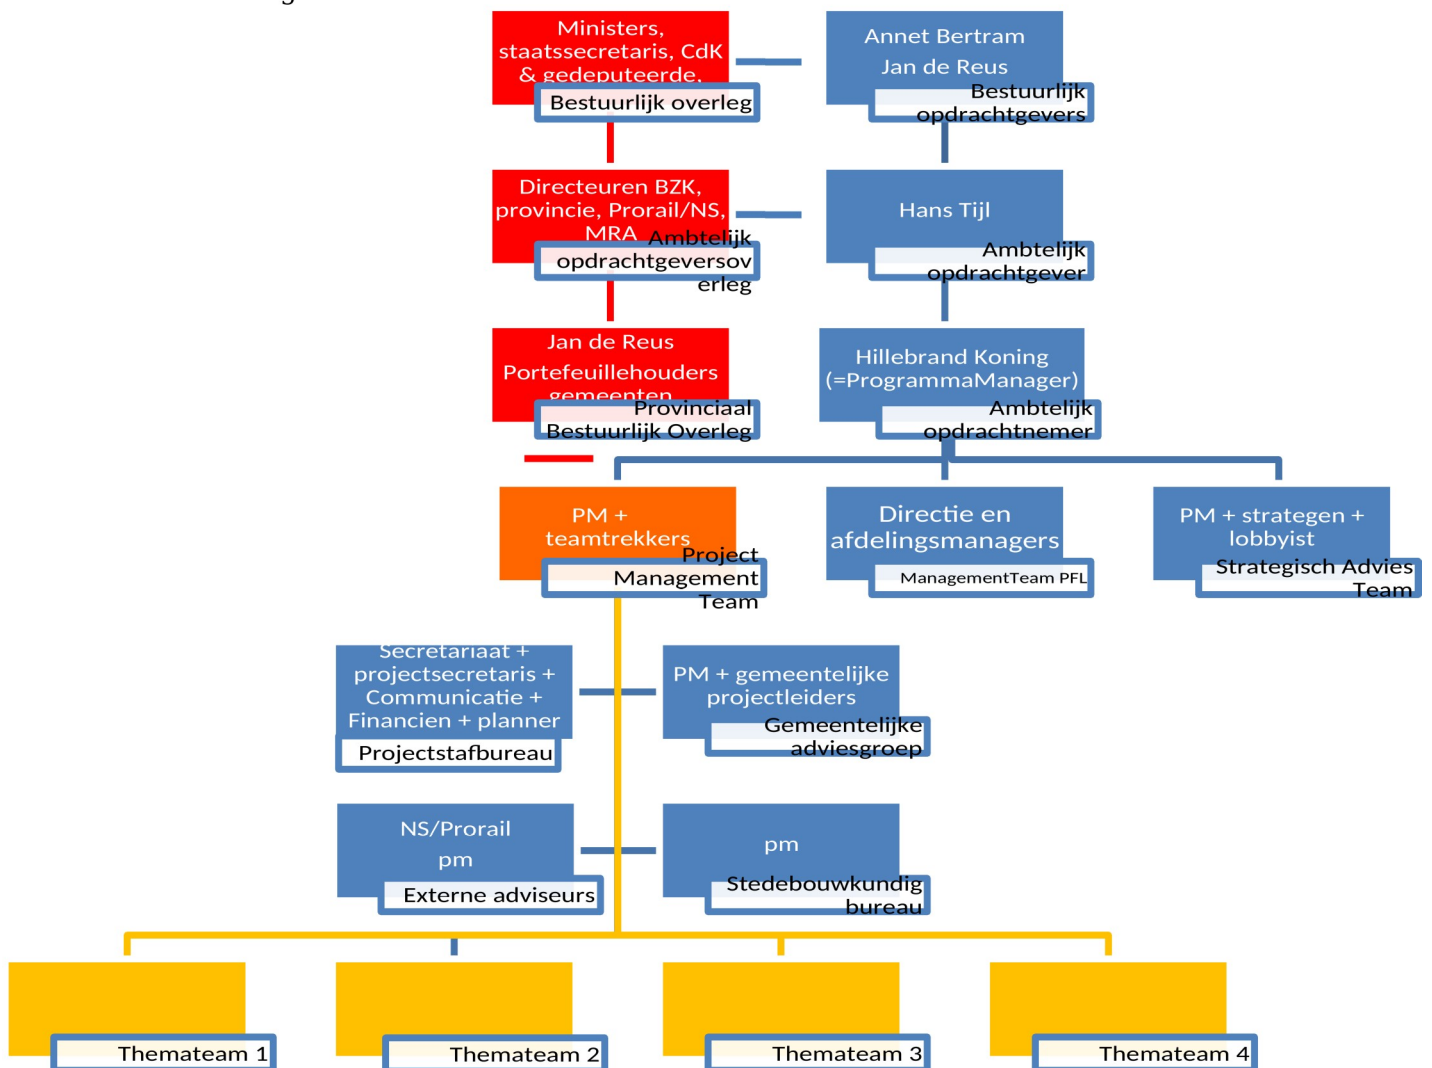 Ministers,
staatssecretaris, CdK
& gedeputeerde,
Bestuurlijk overleg
Annet Bertram
Jan de Reus
Bestuurlijk
opdrachtgevers
Directeuren BZK,
provincie, Prorail/NS,
MRA
Ambtelijk
opdrachtgeversov
erleg
Hans Tijl
Ambtelijk
opdrachtgever
Jan de Reus
Portefeuillehouders
gemeenten
Provinciaal
Bestuurlijk Overleg
Hillebrand Koning
(=ProgrammaManager)
Ambtelijk
opdrachtnemer
PM +
teamtrekkers
Project
Management
Team
Directie en
afdelingsmanagers
ManagementTeam PFL
PM + strategen +
lobbyist
Strategisch Advies
Team
Secretariaat +
projectsecretaris +
Communicatie +
Financien + planner
Projectstafbureau
PM + gemeentelijke
projectleiders
Gemeentelijke
adviesgroep
NS/Prorail
pm
Externe adviseurs
pm
Stedebouwkundig
bureau
Themateam 1
Themateam 2
Themateam 3
Themateam 4